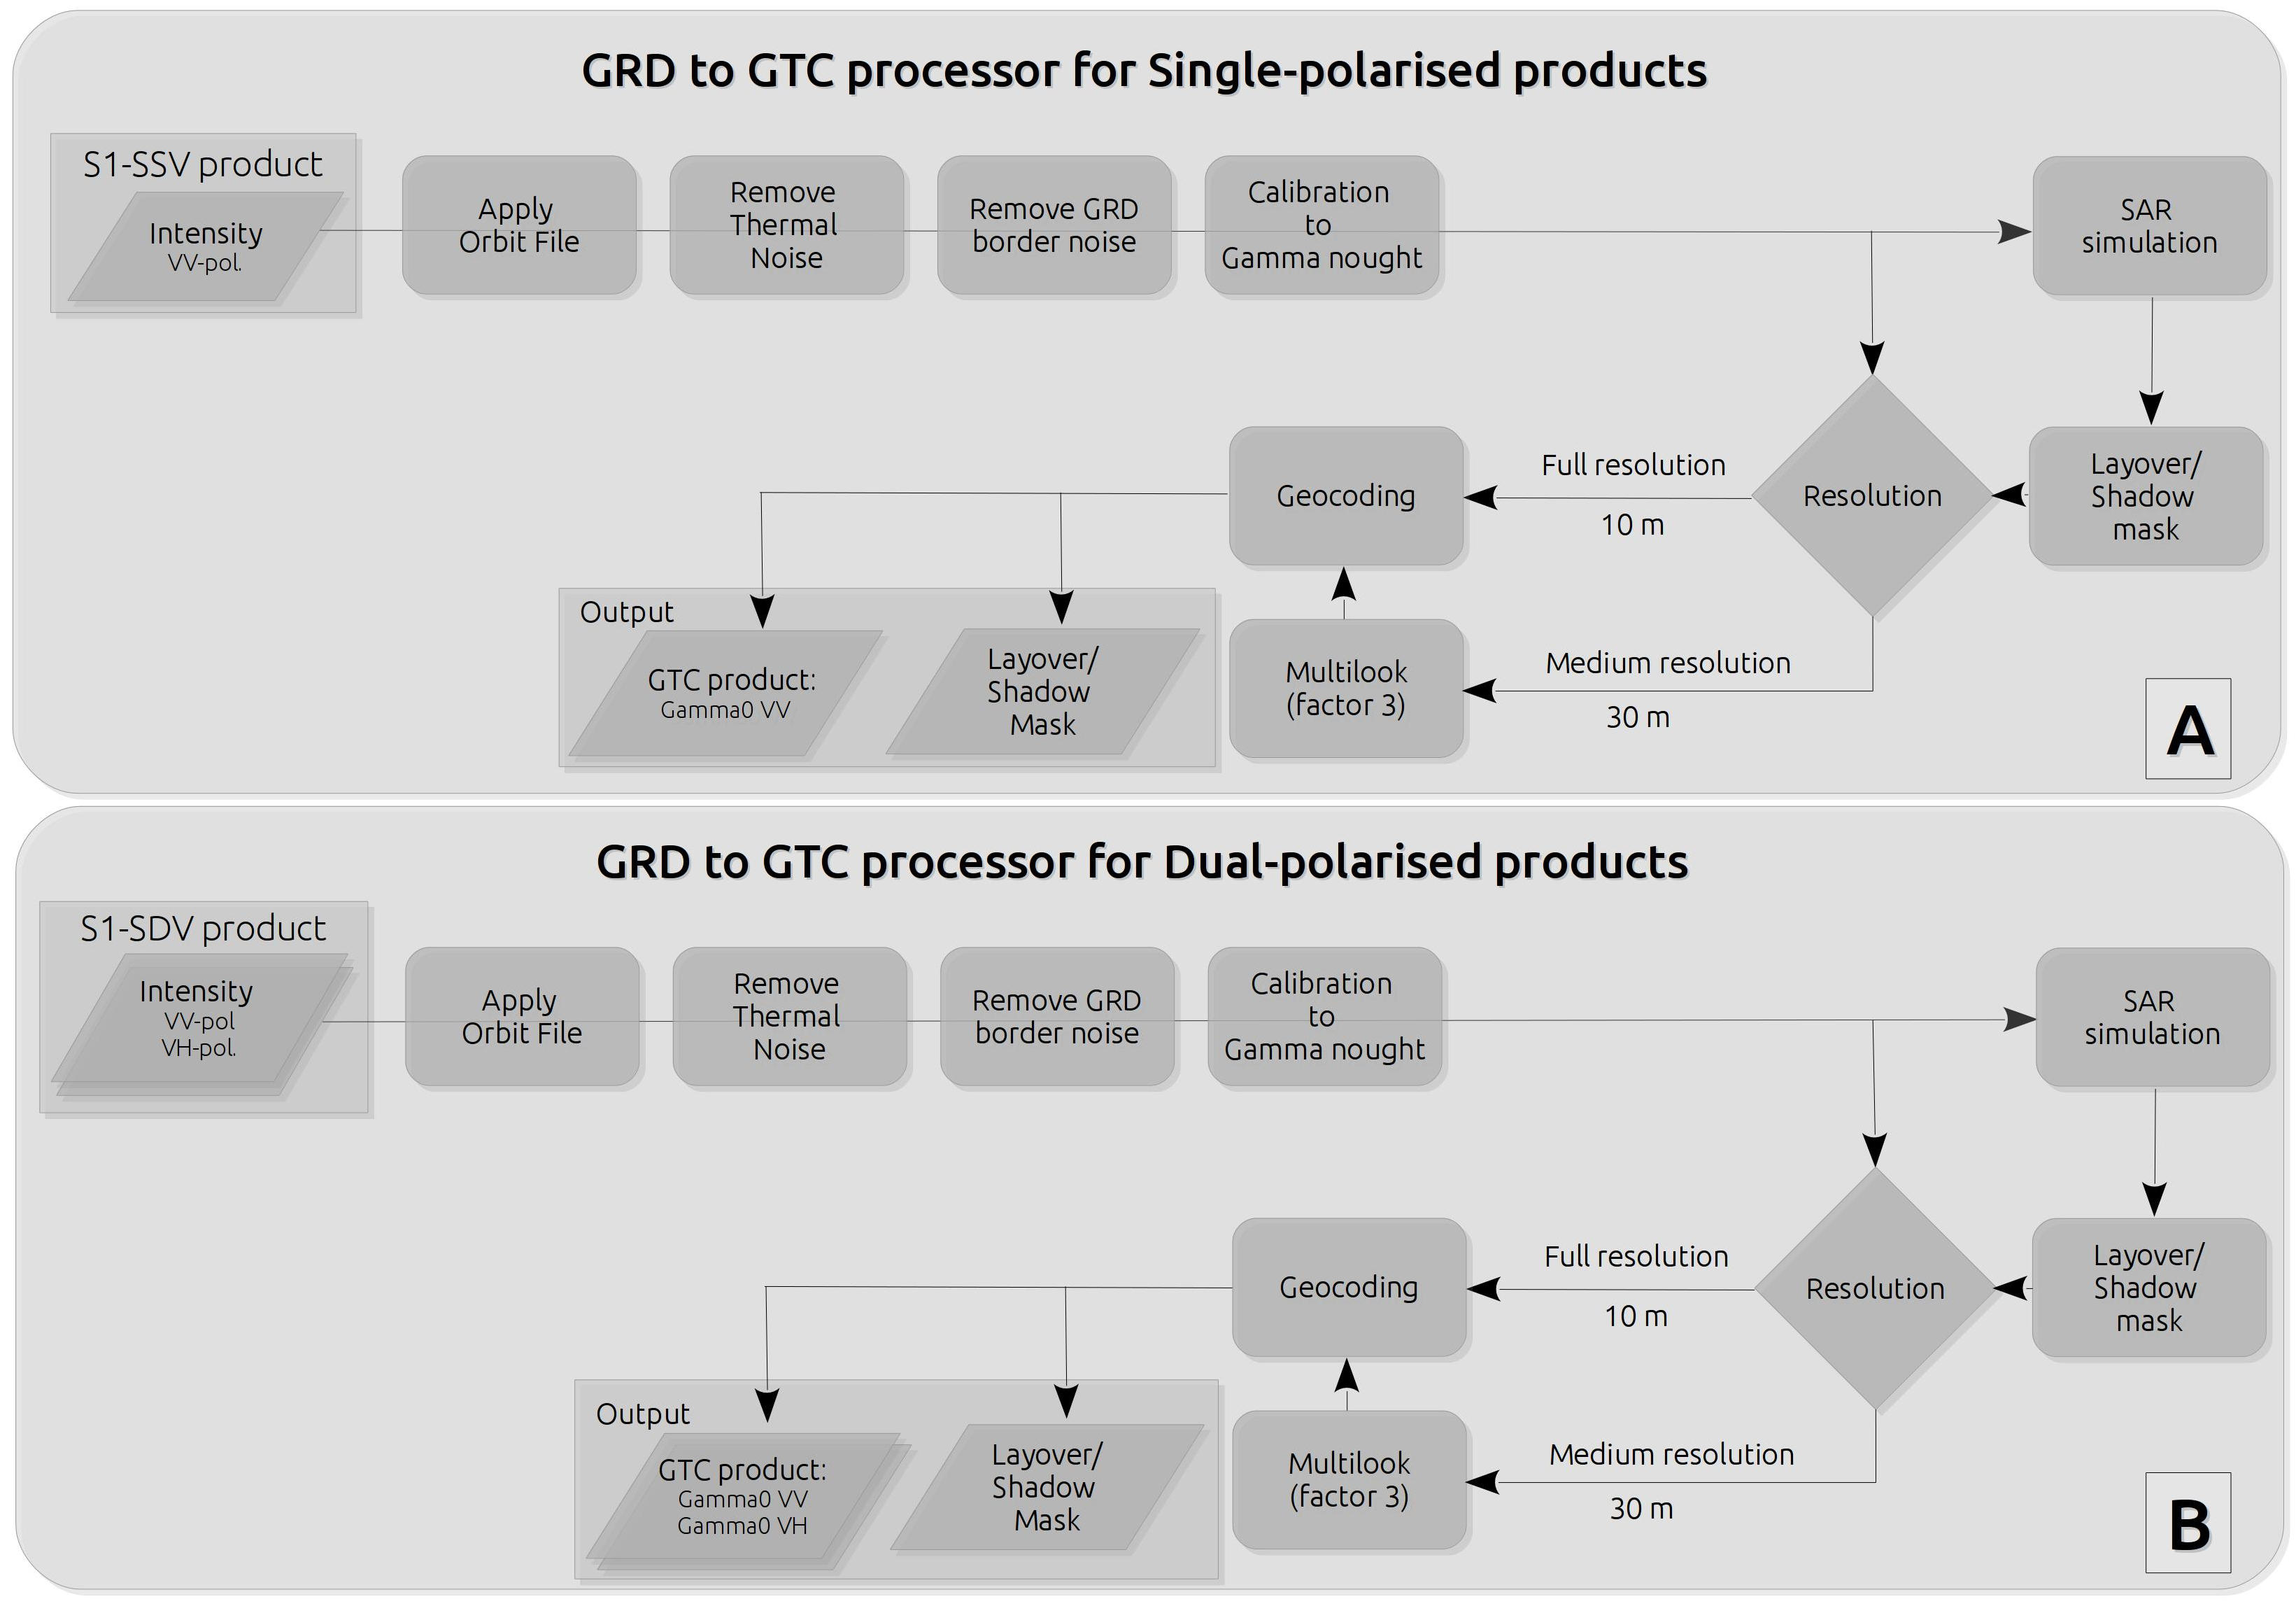 GRD to GTC processor for Single-polarised products
S1-SSV product
Intensity
VV-pol.
Apply
Orbit File
Remove
Thermal
Noise
Remove GRD
border noise
Calibration
to
Gamma nought
SAR
simulation
Layover/
Shadow
mask
Resolution
Full resolution
10 m
Geocoding
Medium resolution
30 m
Multilook
(factor 3)
Output
GTC product:
Gamma0 VV
Layover/
Shadow
Mask
A
GRD to GTC processor for Dual-polarised products
S1-SDV product
Intensity
VV-pol
VH-pol.
Apply
Orbit File
Remove
Thermal
Noise
Remove GRD
border noise
Calibration
to
Gamma nought
SAR
simulation
Layover/
Shadow
mask
Resolution
Full resolution
10 m
Geocoding
Medium resolution
30 m
Multilook
(factor 3)
Output
GTC product:
Gamma0 VV
Gamma0 VH
Layover/
Shadow
Mask
B